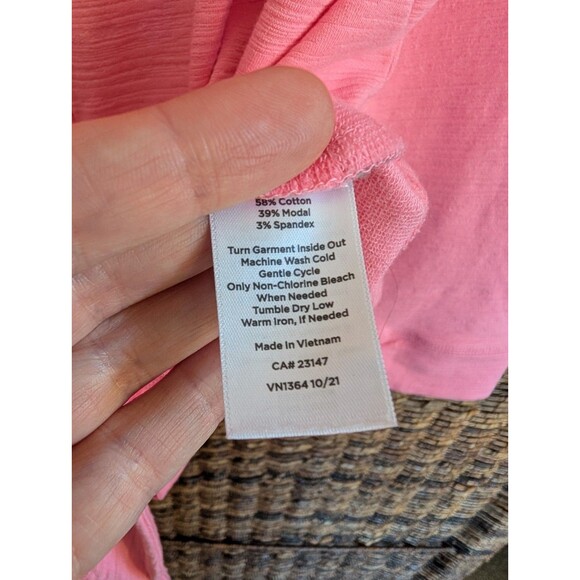 58% Cotton
39% Modal
3% Spandex
Turn Garment Inside Out
Machine Wash Cold
Gentle Cycle
Only Non-Chlorine Bleach
When Needed
Tumble Dry Low
Warm Iron, If Needed
Made In Vietnam
CA# 23147
VN1364 10/21